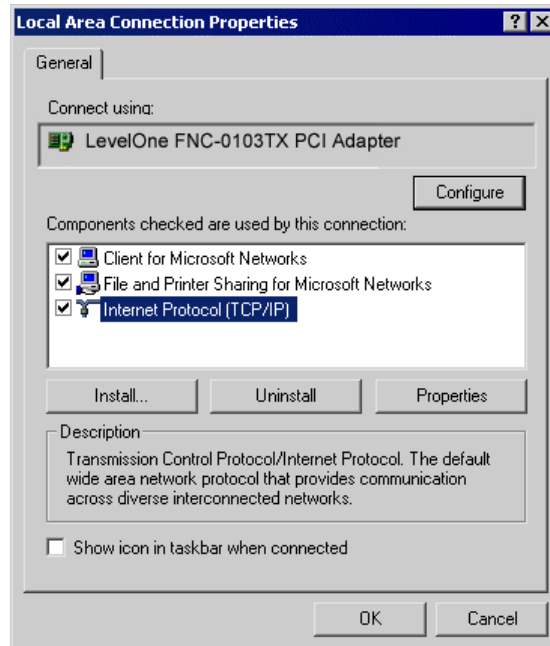 Local Area Connection Properties
General
Connect using:
LevelOne FNC-0103TX PCI Adapter
Configure
Components checked are used by this connection:
Client for Microsoft Networks
File and Printer Sharing for Microsoft Networks
Internet Protocol (TCP/IP)
Install... Uninstall Properties
Description
Transmission Control Protocol/Internet Protocol. The default
wide area network protocol that provides communication
across diverse interconnected networks.
Show icon in taskbar when connected
OK Cancel